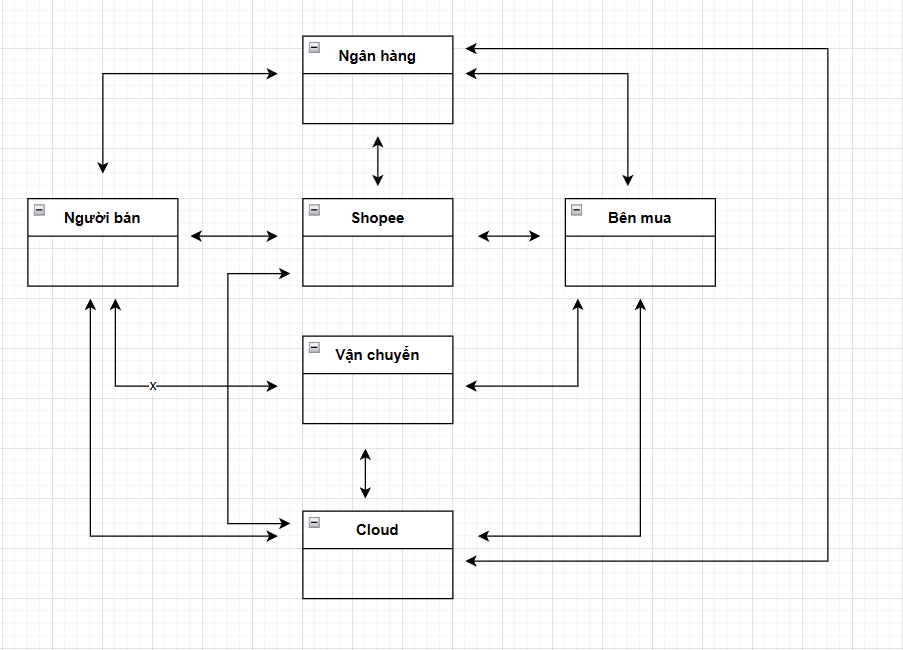 Ngân hàng
Người bán
Shopee
Bên mua
Vận chuyển
x
Cloud